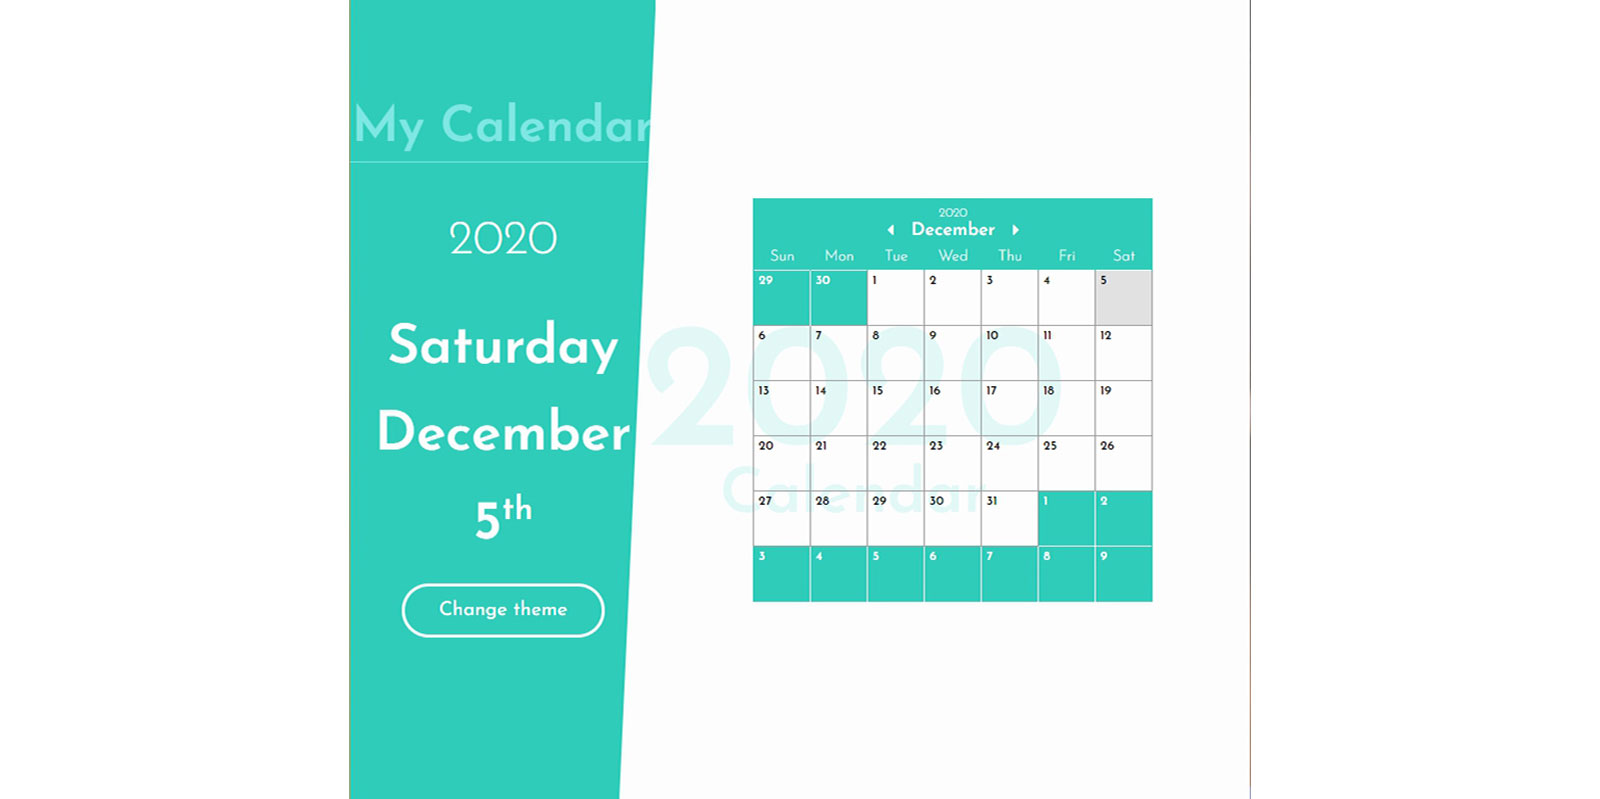 My Calendar
2020
Saturday
December
5th
Change theme
2020
December
Sun Mon Tue Wed Thu Fri Sat
29 30 1 2 3 4 5
6 7 8 9 10 11 12
13 14 15 16 17 18 19
20 21 22 23 24 25 26
27 28 29 30 31 1 2
3 4 5 6 7 8 9
2020
Calendar